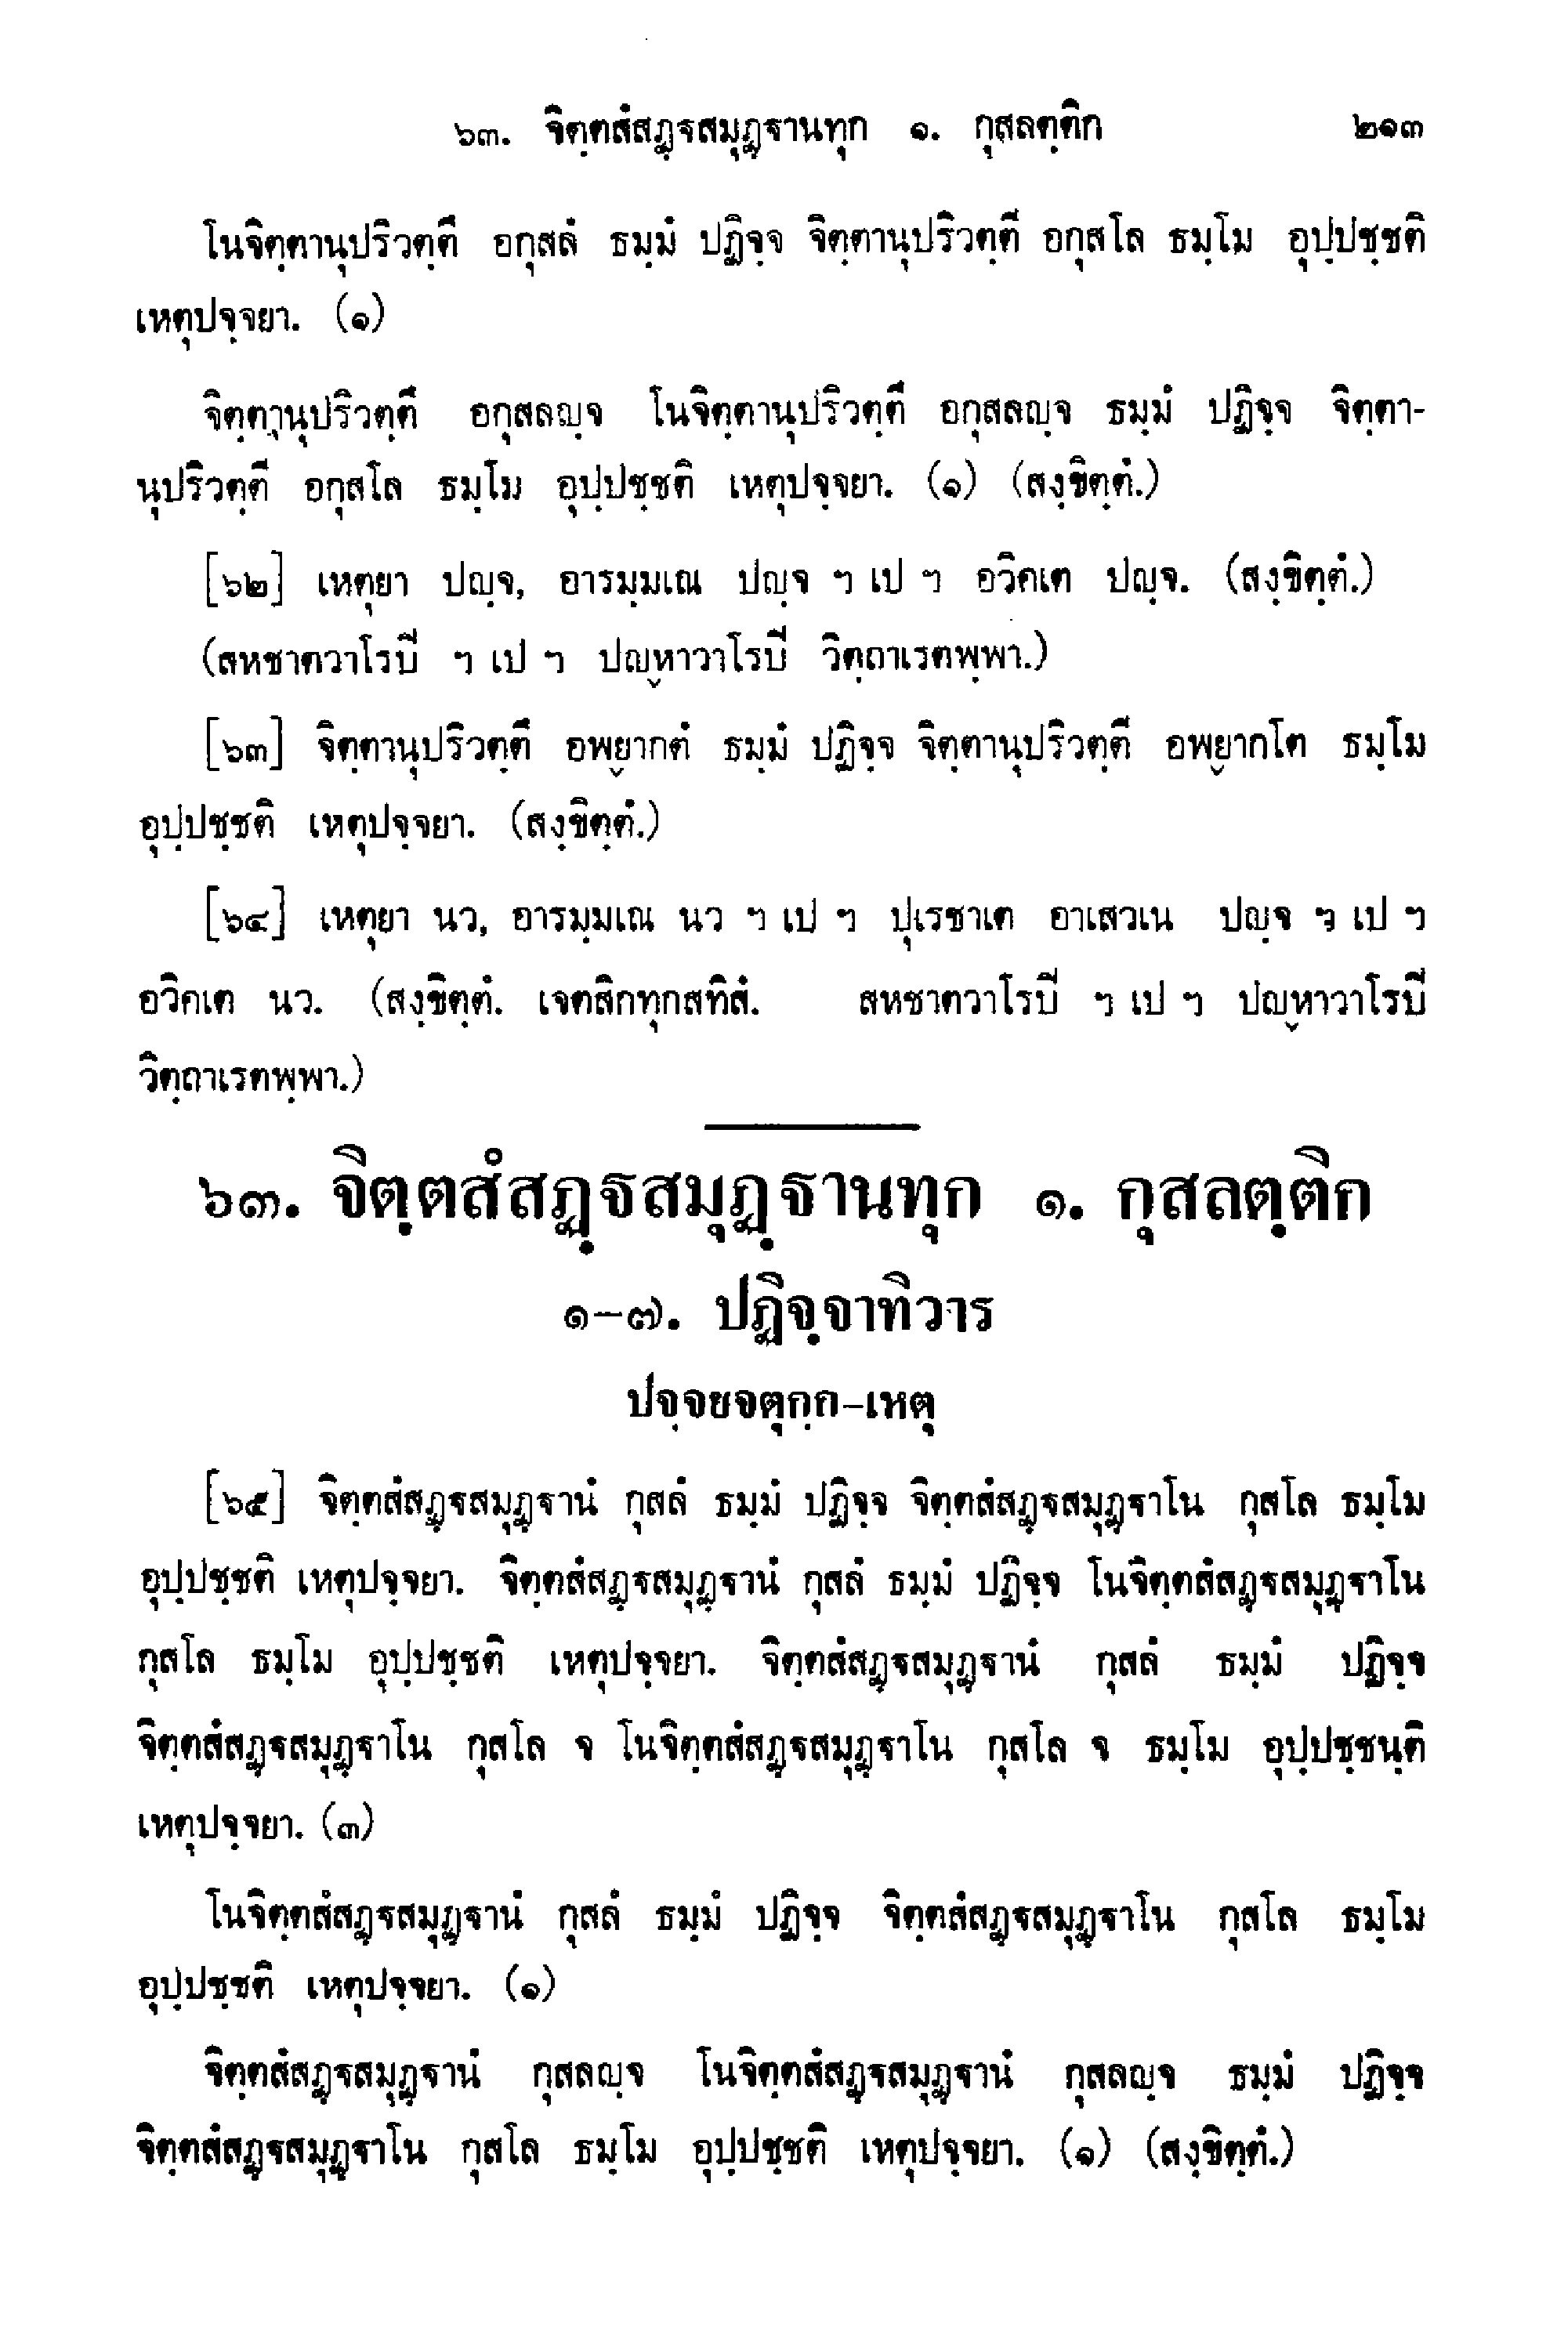 ๖๓. จิตฺตสํสฏฺฐสมุฏฺฐานทุก ๑. กุสลตฺติก ๒๑๓
โนจิตฺตานุปริวตฺตึ อกุสลํ ธมฺมํ ปฏิจฺจ จิตฺตานุปริวตฺตี อกุสโล ธมฺโม อุปฺปชฺชติ
เหตุปจฺจยา. (๑)
จิตฺตานุปริวตฺตึ อกุสลญฺจ โนจิตฺตานุปริวตฺตึ อกุสลญฺจ ธมฺมํ ปฏิจฺจ จิตฺตา-
นุปริวตฺตี อกุสโล ธมฺโม อุปฺปชฺชติ เหตุปจฺจยา. (๑) (สงฺขิตฺตํ.)
[๖๒] เหตุยา ปญฺจ, อารมฺมเณ ปญฺจ ฯ เป ฯ อวิคเต ปญฺจ. (สงฺขิตฺตํ.)
(สหชาตวาโรปิ ฯ เป ฯ ปญฺหาวาโรปิ วิตฺถาเรตพฺพา.)
[๖๓] จิตฺตานุปริวตฺตึ อพฺยากตํ ธมฺมํ ปฏิจฺจ จิตฺตานุปริวตฺตี อพฺยากโต ธมฺโม
อุปฺปชฺชติ เหตุปจฺจยา. (สงฺขิตฺตํ.)
[๖๔] เหตุยา นว, อารมฺมเณ นว ฯ เป ฯ ปุเรชาเต อาเสวเน ปญฺจ ฯ เป ฯ
อวิคเต นว. (สงฺขิตฺตํ. เจตสิกทุกสทิสํ. สหชาตวาโรปิ ฯ เป ฯ ปญฺหาวาโรปิ
วิตฺถาเรตพฺพา.)
๖๓. จิตฺตสํสฏฺฐสมุฏฺฐานทุก ๑. กุสลตฺติก
๑-๗. ปฏิจฺจาทิวาร
ปจฺจยจตุกฺก-เหตุ
[๖๕] จิตฺตสํสฏฺฐสมุฏฺฐานํ กุสลํ ธมฺมํ ปฏิจฺจ จิตฺตสํสฏฺฐสมุฏฺฐาโน กุสโล ธมฺโม
อุปฺปชฺชติ เหตุปจฺจยา. จิตฺตสํสฏฺฐสมุฏฺฐานํ กุสลํ ธมฺมํ ปฏิจฺจ โนจิตฺตสํสฏฺฐสมุฏฺฐาโน
กุสโล ธมฺโม อุปฺปชฺชติ เหตุปจฺจยา. จิตฺตสํสฏฺฐสมุฏฺฐานํ กุสลํ ธมฺมํ ปฏิจฺจ
จิตฺตสํสฏฺฐสมุฏฺฐาโน กุสโล จ โนจิตฺตสํสฏฺฐสมุฏฺฐาโน กุสโล จ ธมฺโม อุปฺปชฺชนฺติ
เหตุปจฺจยา. (๓)
โนจิตฺตสํสฏฺฐสมุฏฺฐานํ กุสลํ ธมฺมํ ปฏิจฺจ จิตฺตสํสฏฺฐสมุฏฺฐาโน กุสโล ธมฺโม
อุปฺปชฺชติ เหตุปจฺจยา. (๑)
จิตฺตสํสฏฺฐสมุฏฺฐานํ กุสลญฺจ โนจิตฺตสํสฏฺฐสมุฏฺฐานํ กุสลญฺจ ธมฺมํ ปฏิจฺจ
จิตฺตสํสฏฺฐสมุฏฺฐาโน กุสโล ธมฺโม อุปฺปชฺชติ เหตุปจฺจยา. (๑) (สงฺขิตฺตํ.)